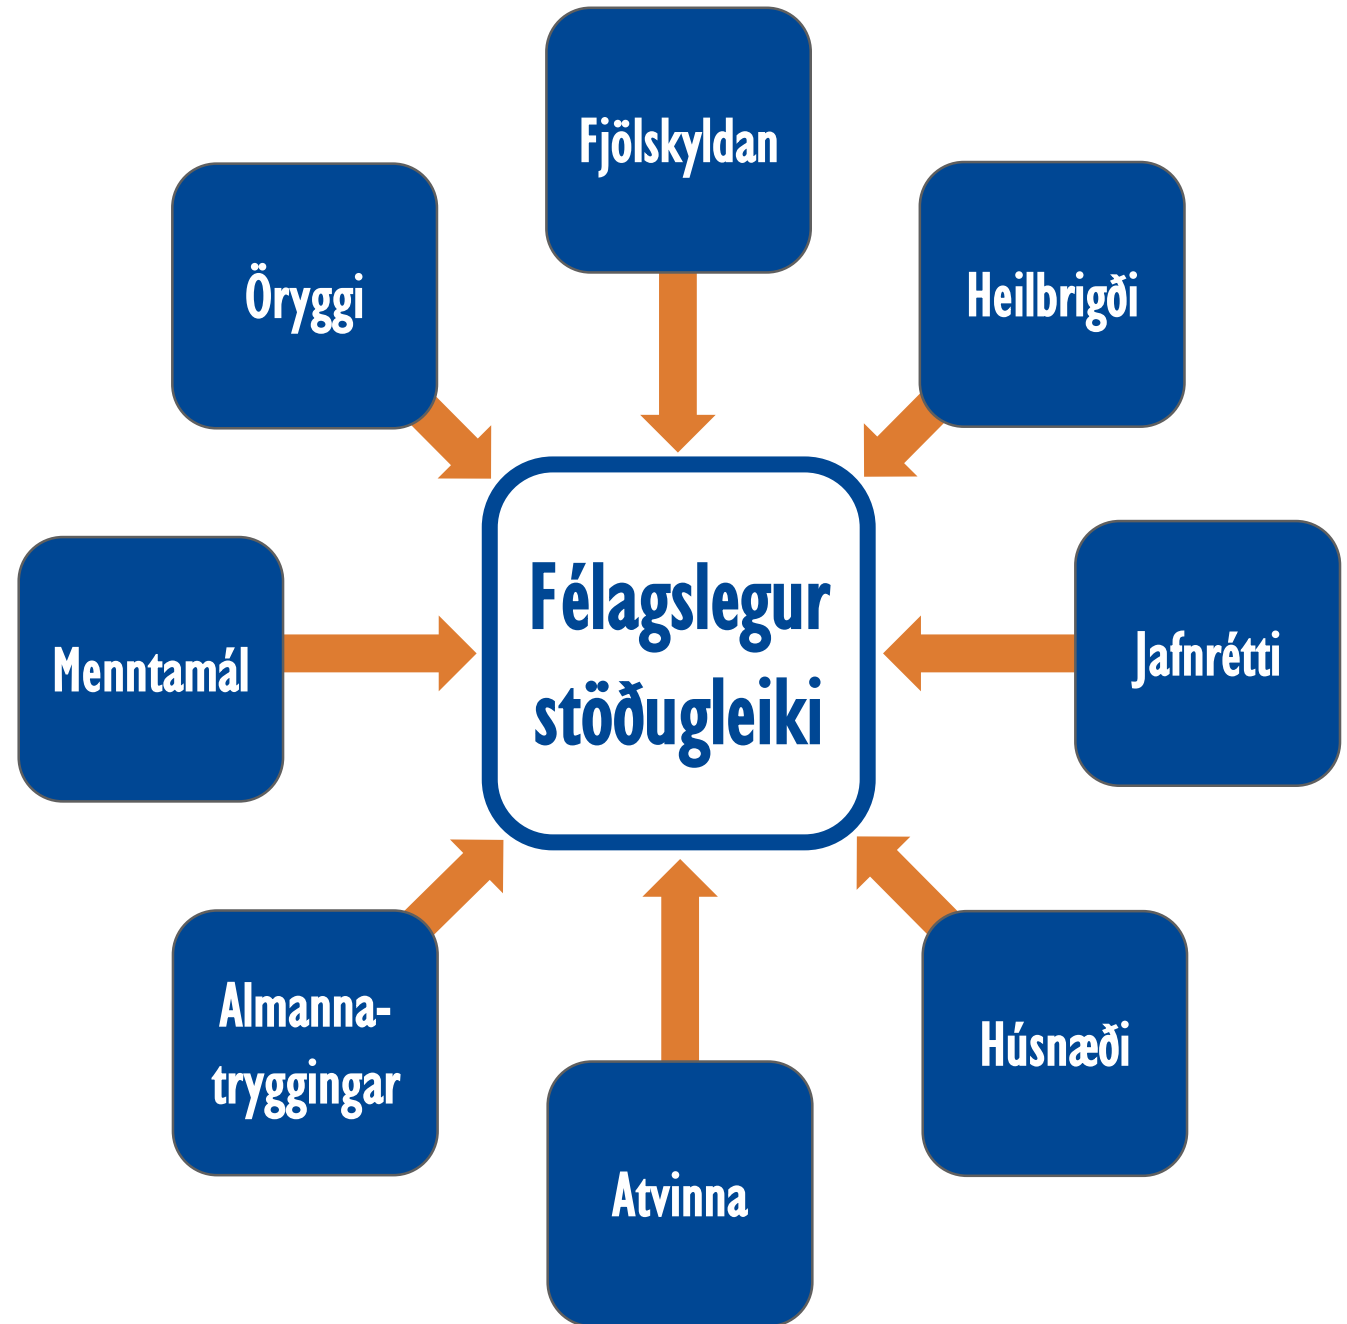 Fjölskyldan
Öryggi
Heilbrigði
Félagslegur
stöðugleiki
Menntamál
Jafnrétti
Almanna-
tryggingar
Húsnæði
Atvinna